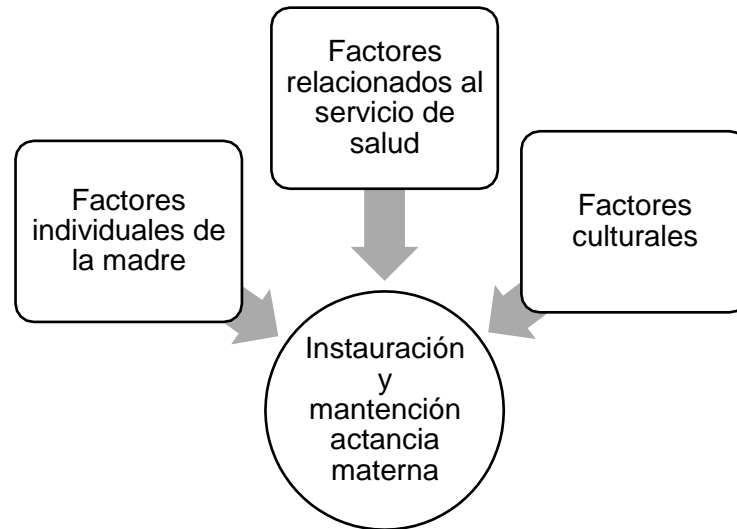 Factores
relacionados al
servicio de
salud
Factores
individuales de
la madre
Factores
culturales
Instauración
y
mantención
actancia
materna